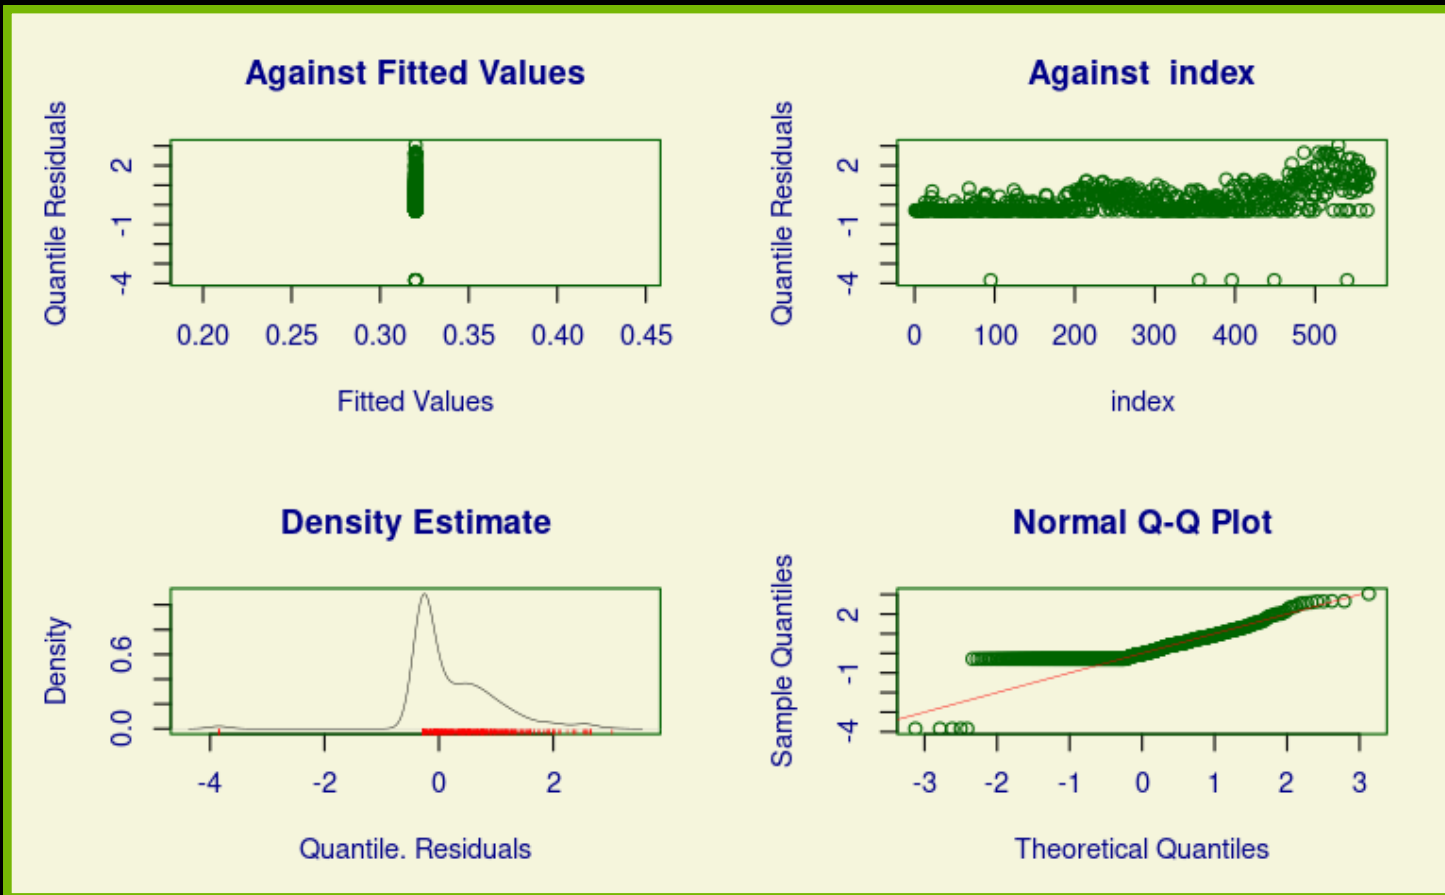 Against Fitted Values
Quantile Residuals
2
-1
-4
0.20 0.25 0.30 0.35 0.40 0.45
Fitted Values
Against  index
Quantile Residuals
2
-1
-4
0 100 200 300 400 500
index
Density Estimate
Density
0.6
0.0
-4 -2 0 2
Quantile. Residuals
Normal Q-Q Plot
Sample Quantiles
2
-1
-4
-3 -2 -1 0 1 2 3
Theoretical Quantiles